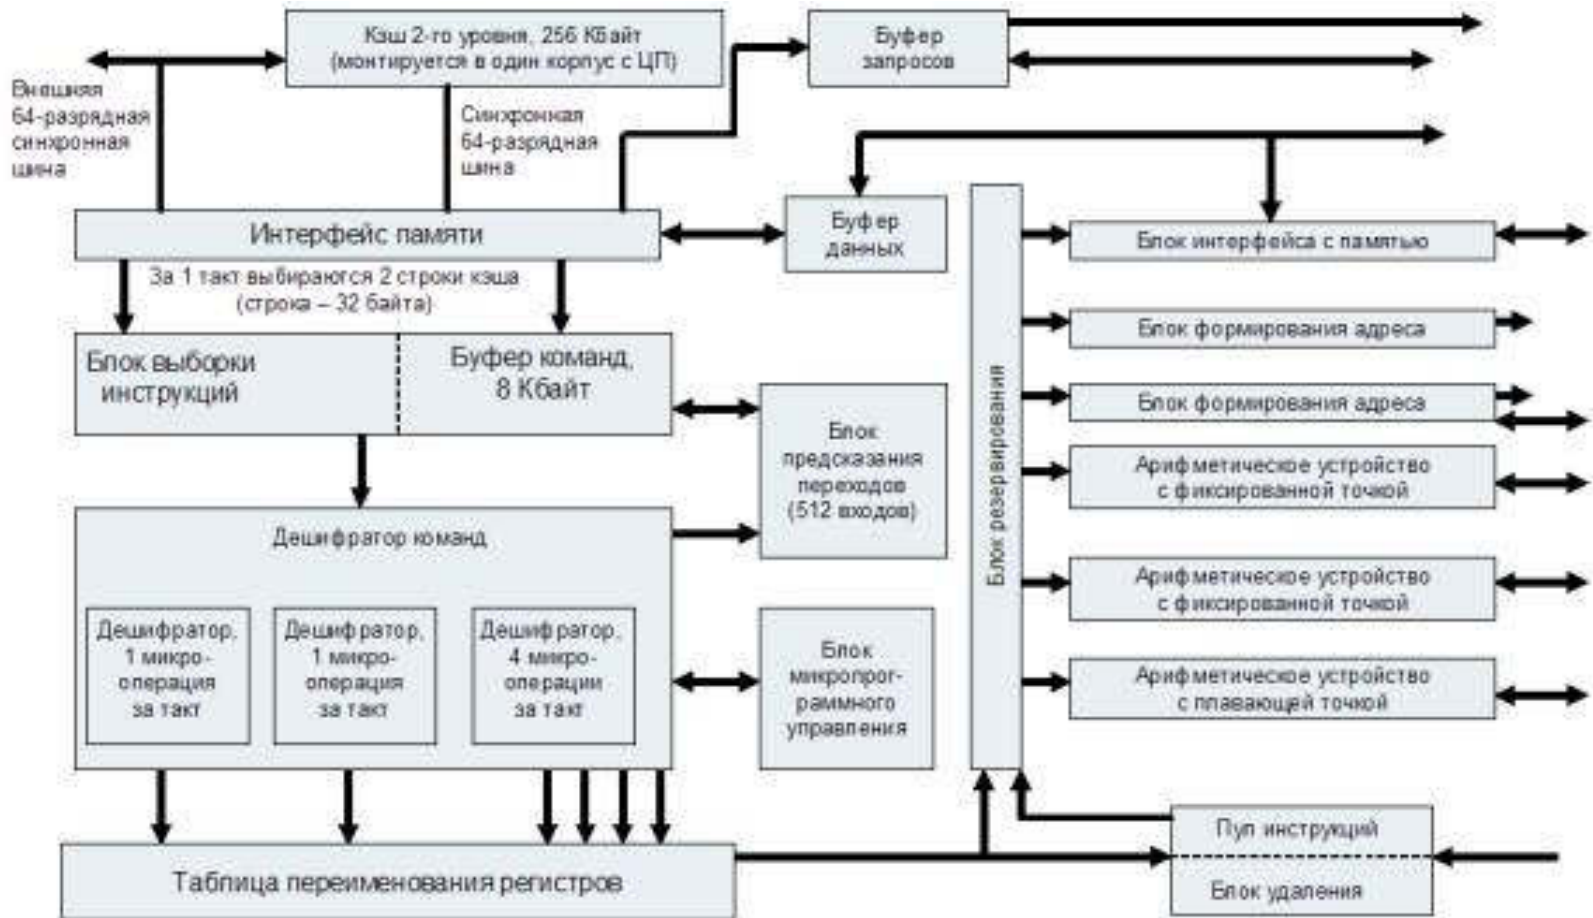 Кэш 2-го уровня, 256 Кбайт
(монтируется в один корпус с ЦП)
Буфер
запросов
Внешняя
64-разрядная
синхронная
шина
Синхронная
64-разрядная
шина
Интерфейс памяти
Буфер
данных
Блок интерфейса с памятью
За 1 такт выбираются 2 строки кэша
(строка – 32 байта)
Блок выборки
инструкций
Буфер команд,
8 Кбайт
Блок формирования адреса
Блок формирования адреса
Блок
предсказания
переходов
(512 входов)
Блок резервирования
Арифметическое устройство
с фиксированной точкой
Дешифратор команд
Арифметическое устройство
с фиксированной точкой
Дешифратор,
1 микро-
операция
за такт
Дешифратор,
1 микро-
операция
за такт
Дешифратор,
4 микро-
операции
за такт
Блок
микропрог-
раммного
управления
Арифметическое устройство
с плавающей точкой
Таблица переименования регистров
Пул инструкций
Блок удаления